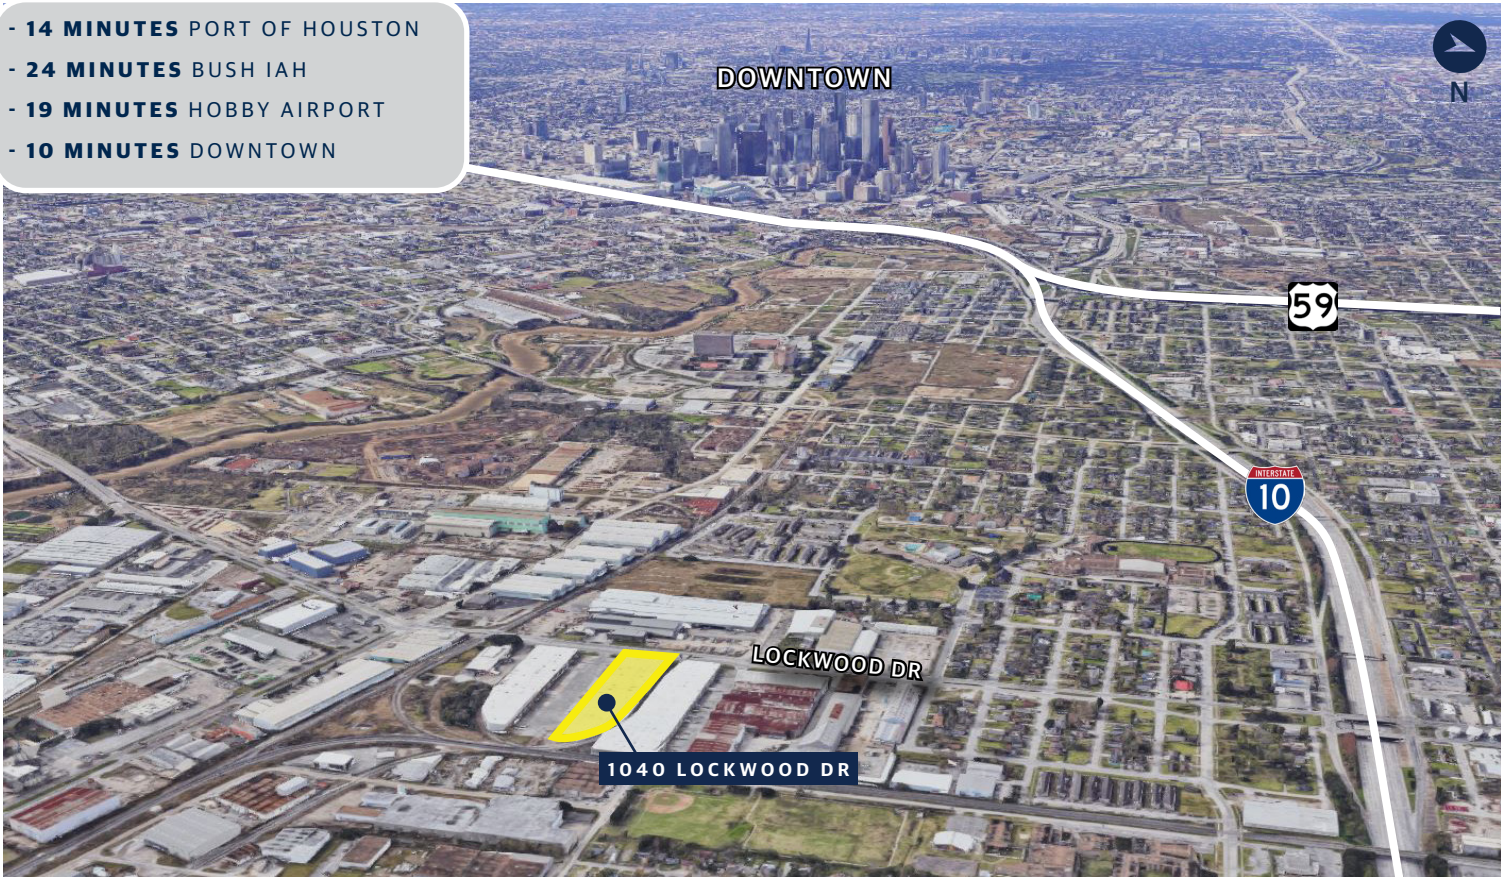 - 14 MINUTES PORT OF HOUSTON
- 24 MINUTES BUSH IAH
- 19 MINUTES HOBBY AIRPORT
- 10 MINUTES DOWNTOWN
DOWNTOWN
N
59
INTERSTATE
10
LOCKWOOD DR
1040 LOCKWOOD DR